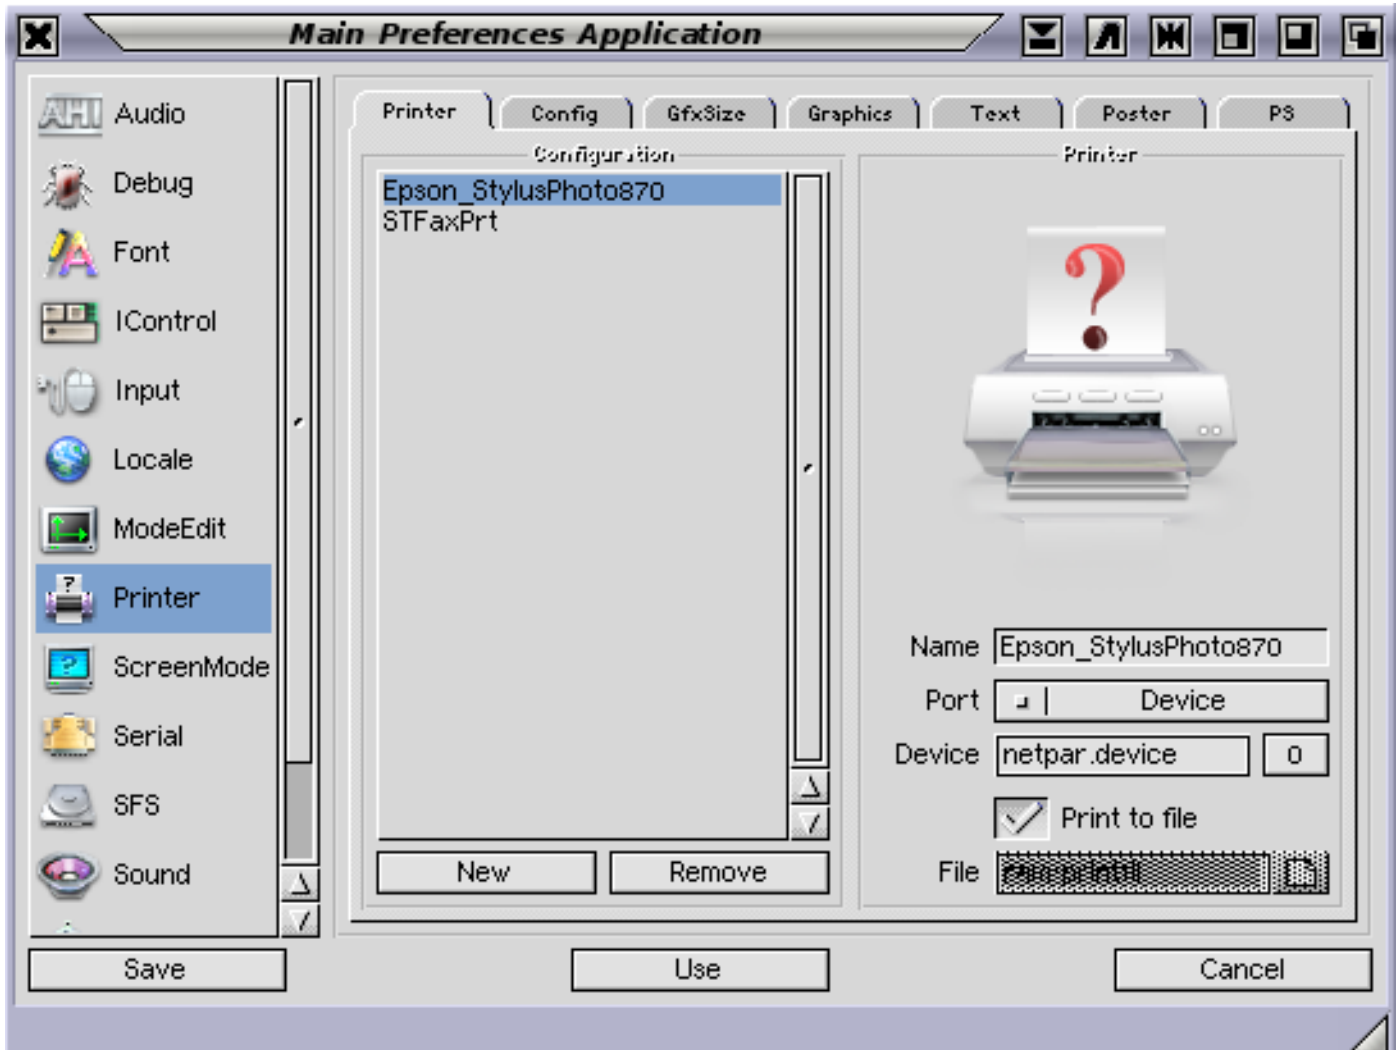 Main Preferences Application
AHI Audio
Debug
Font
IControl
Input
Locale
ModeEdit
Printer
ScreenMode
Serial
SFS
Sound
Printer Config GfxSize Graphics Text Poster PS
Configuration
Epson_StylusPhoto870
STFaxPrt
New Remove
Printer
?
Name Epson_StylusPhoto870
Port Device
Device netpar.device 0
Print to file
File
Save Use Cancel